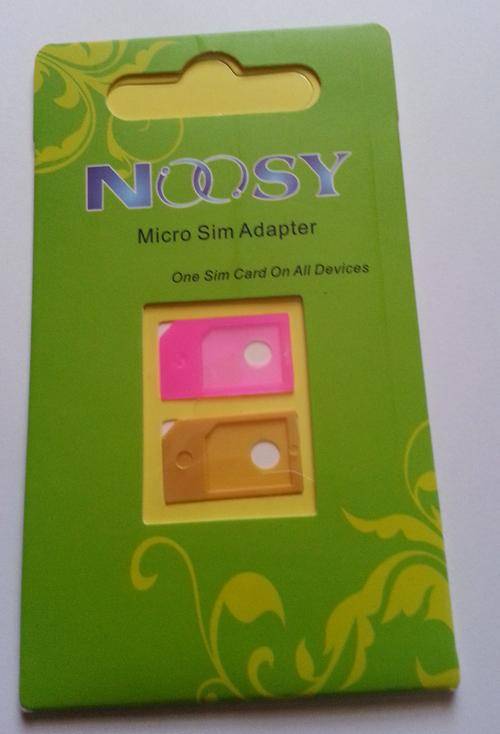 NOOSY
Micro Sim Adapter
One Sim Card On All Devices